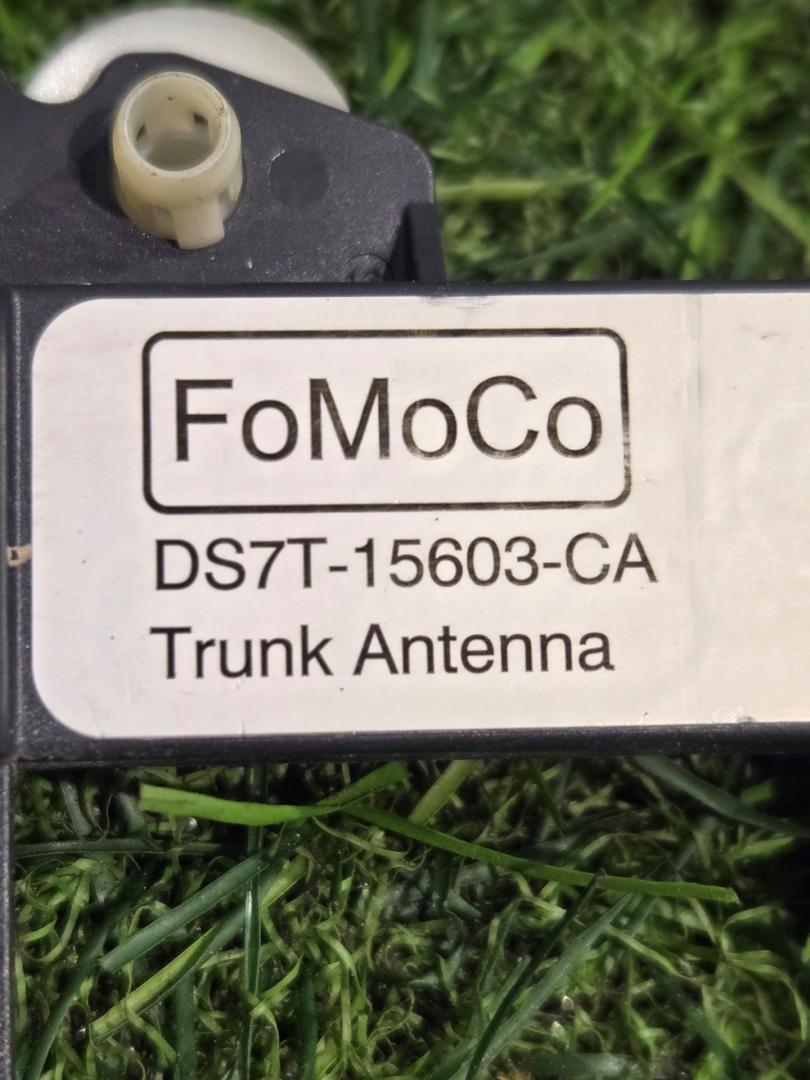 FoMoCo
DS7T-15603-CA
Trunk Antenna